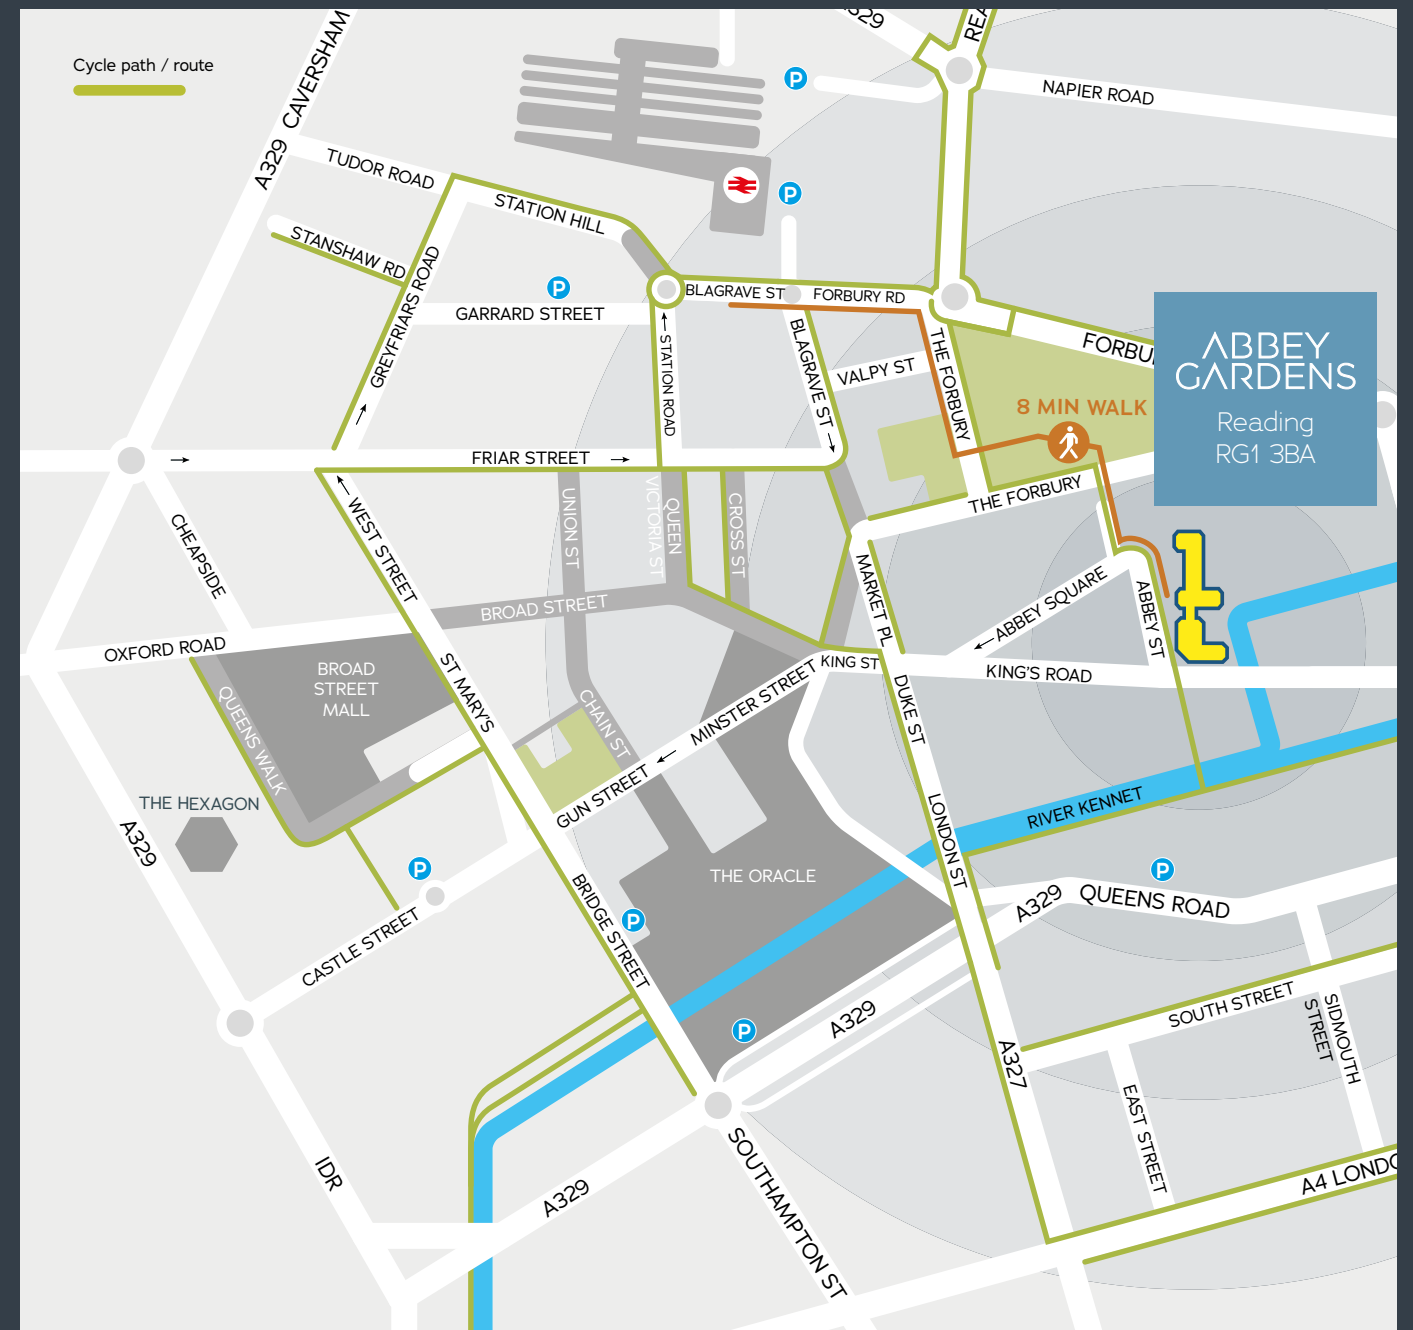 Cycle path / route
A329 CAVERSHAM
A329
REA
NAPIER ROAD
P
TUDOR ROAD
P
STATION HILL
STANSHAW RD
GREYFRIARS ROAD
P
GARRARD STREET
BLAGRAVE ST
FORBURY RD
STATION ROAD
BLAGRAVE ST
VALPY ST
THE FORBURY
FORBU
ABBEY
GARDENS
Reading
RG1 3BA
8 MIN WALK
FRIAR STREET
THE FORBURY
CHEAPSIDE
WEST STREET
UNION ST
QUEEN
VICTORIA ST
CROSS ST
MARKET PL
ABBEY SQUARE
ABBEY ST
BROAD STREET
OXFORD ROAD
BROAD
STREET
MALL
ST MARY'S
KING ST
KING'S ROAD
QUEENS WALK
CHAIN ST
MINSTER STREET
DUKE ST
GUN STREET
THE HEXAGON
A329
RIVER KENNET
LONDON ST
P
P
THE ORACLE
BRIDGE STREET
P
CASTLE STREET
A329
QUEENS ROAD
P
A329
SOUTH STREET
SIDMOUTH
STREET
A327
EAST STREET
IDR
A329
SOUTHAMPTON ST
A4 LONDO